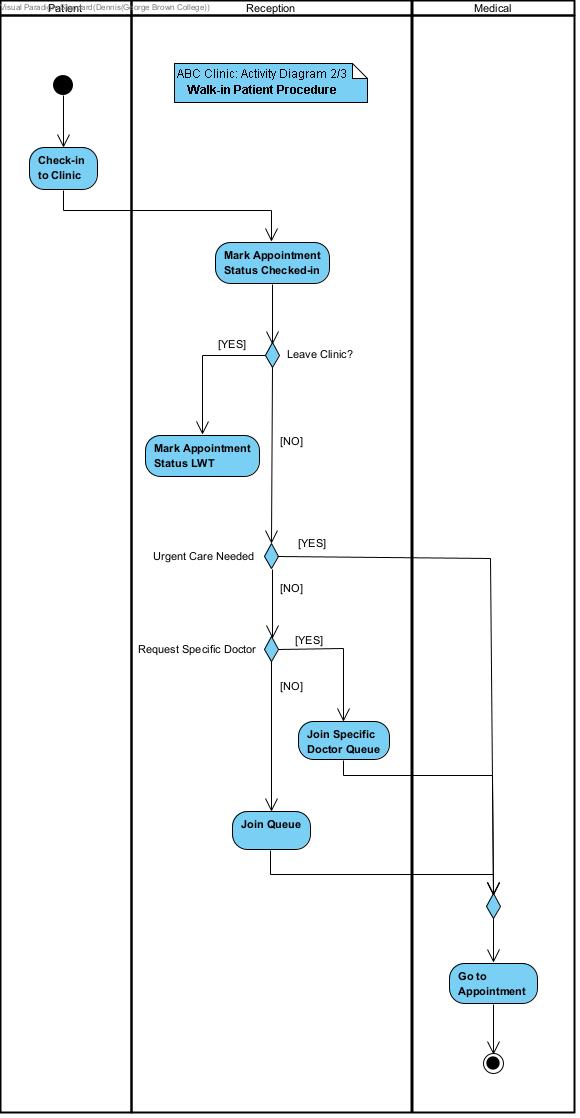 Visual Paradigm Standard(Dennis(George Brown College))
Patient
Reception
Medical
ABC Clinic: Activity Diagram 2/3
Walk-in Patient Procedure
Check-in
to Clinic
Mark Appointment
Status Checked-in
[YES]
Leave Clinic?
[NO]
Mark Appointment
Status LWT
[YES]
Urgent Care Needed
[NO]
[YES]
Request Specific Doctor
[NO]
Join Specific
Doctor Queue
Join Queue
Go to
Appointment